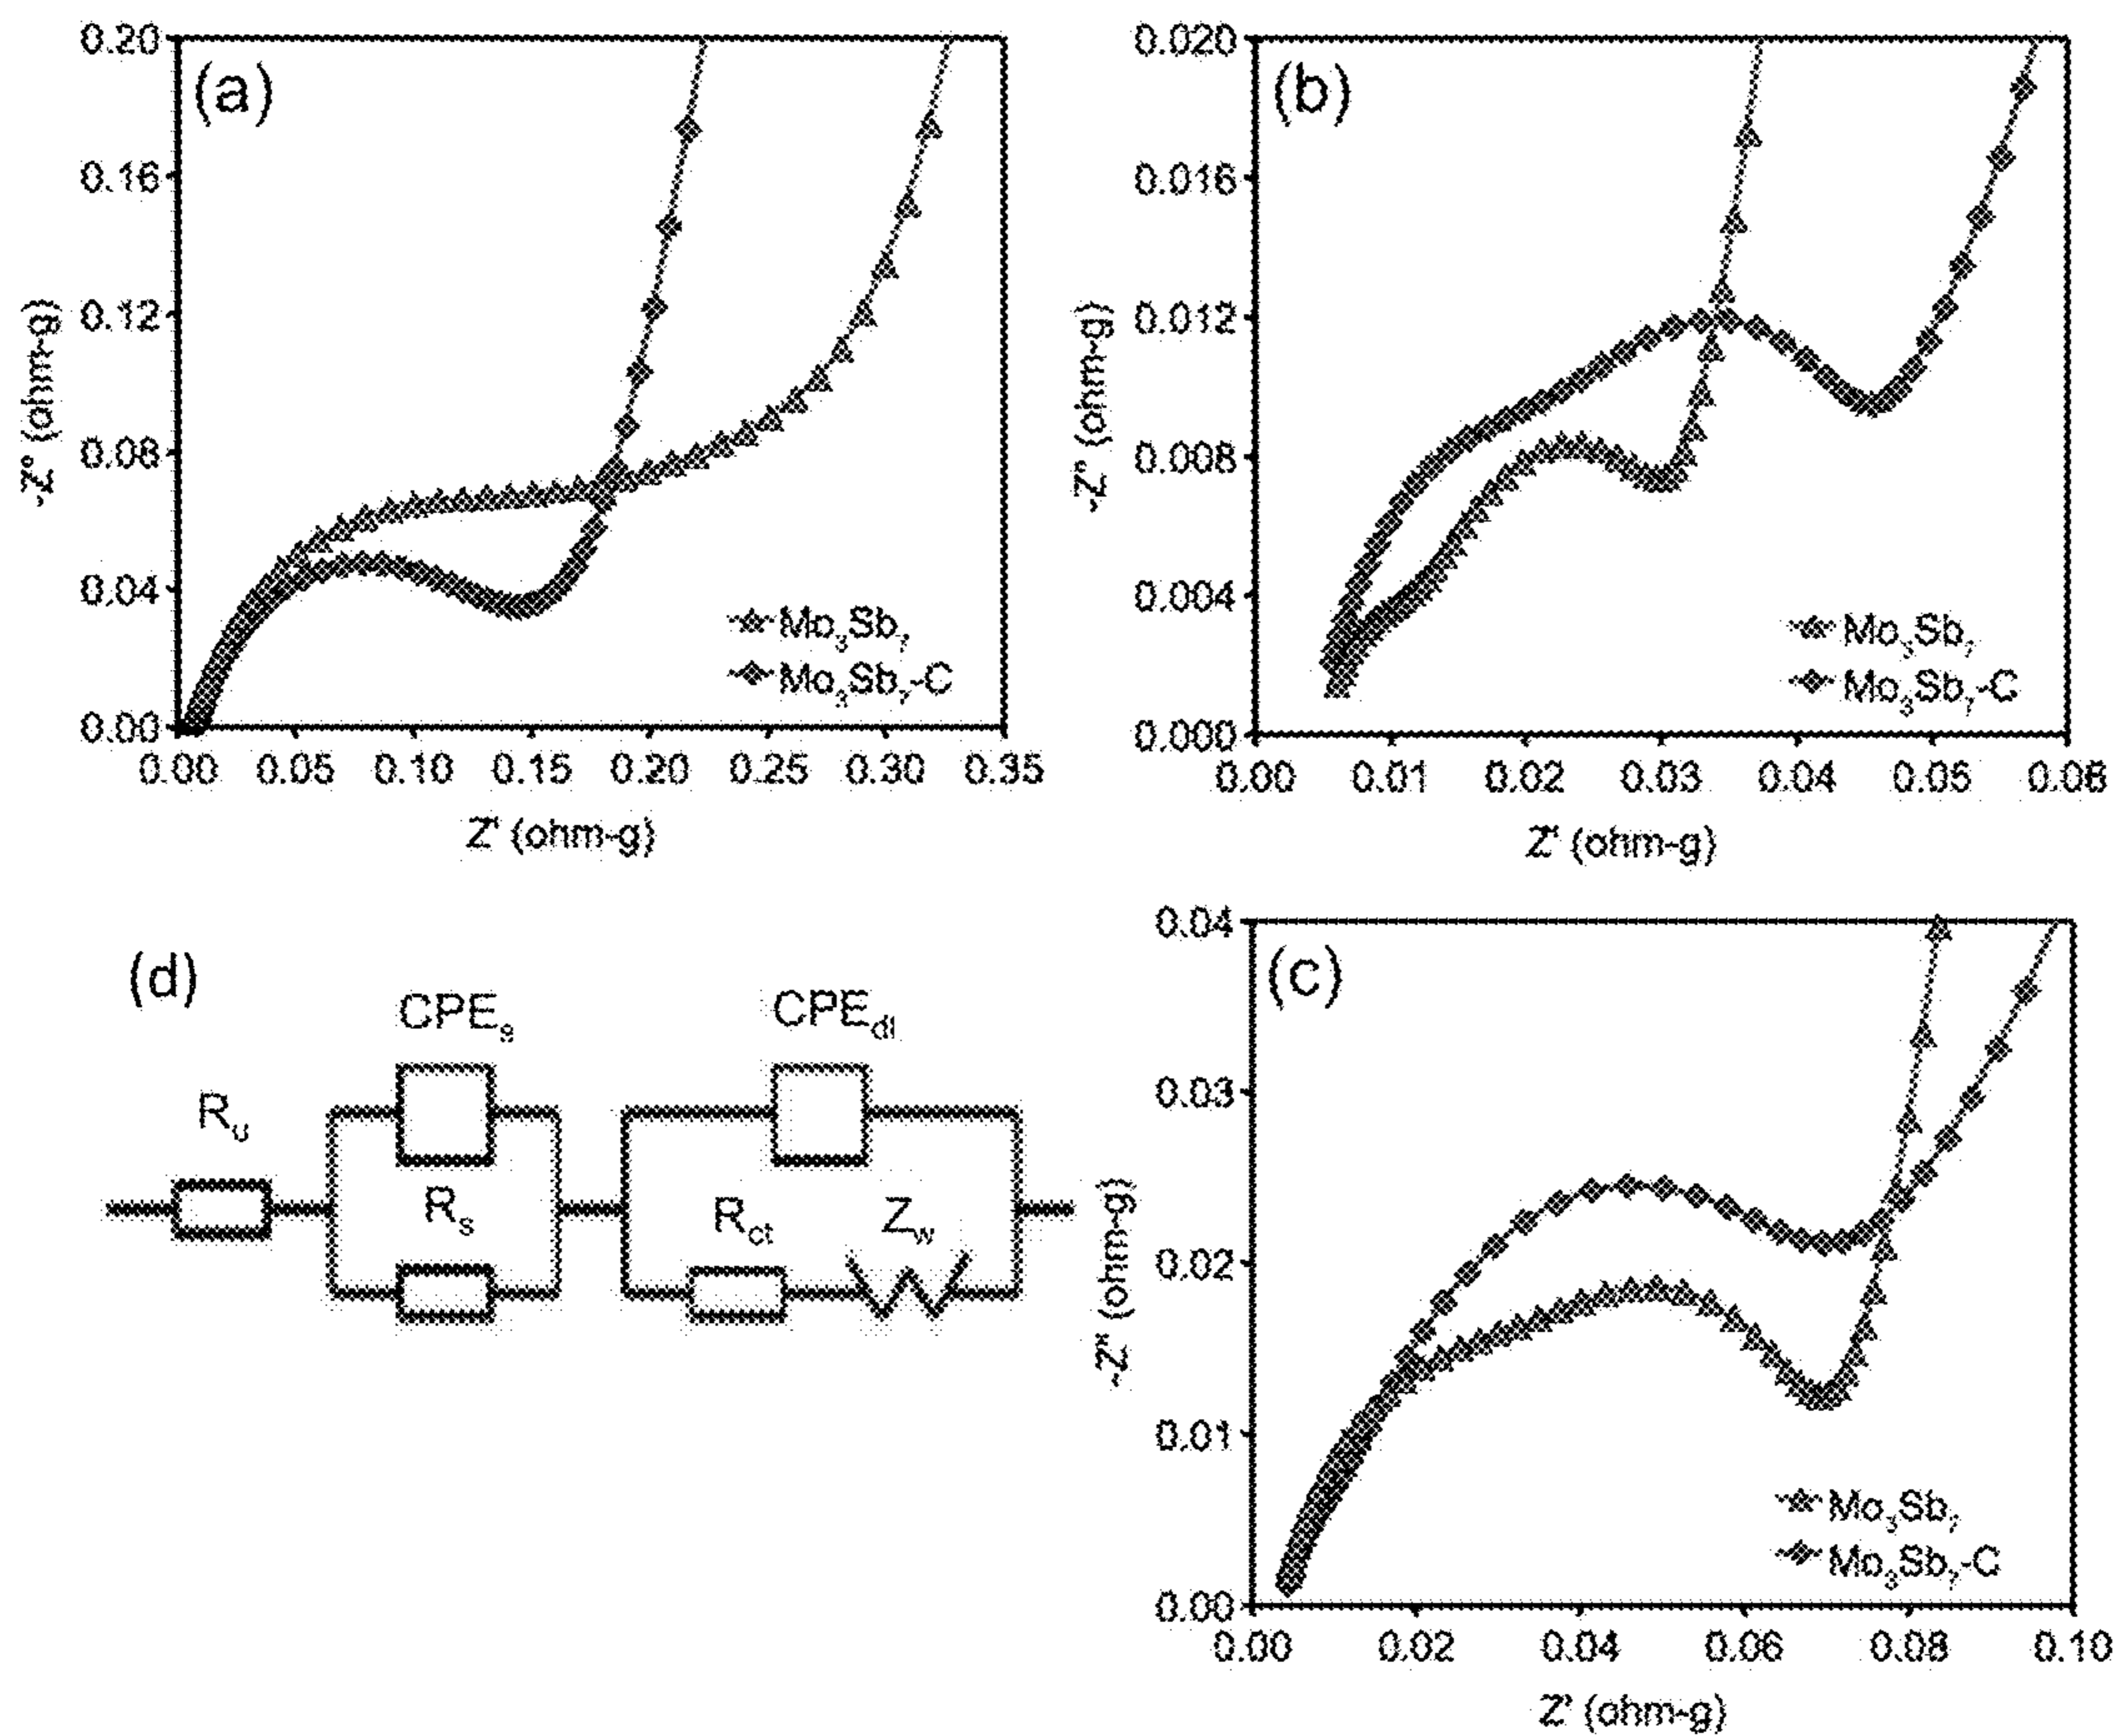 (a)
-Z" (ohm-g)
0.20
0.16
0.12
0.08
0.04
0.00
0.00 0.05 0.10 0.15 0.20 0.25 0.30 0.35
Z' (ohm-g)
Mo₃Sb₇
Mo₃Sb₇-C
(b)
-Z" (ohm-g)
0.020
0.016
0.012
0.008
0.004
0.000
0.00 0.01 0.02 0.03 0.04 0.05 0.06
Z' (ohm-g)
Mo₃Sb₇
Mo₃Sb₇-C
(d)
CPEₛ CPE_dl
Rᵤ
Rₛ R_ct Z_w
(c)
-Z" (ohm-g)
0.04
0.03
0.02
0.01
0.00
0.00 0.02 0.04 0.06 0.08 0.10
Z' (ohm-g)
Mo₃Sb₇
Mo₃Sb₇-C